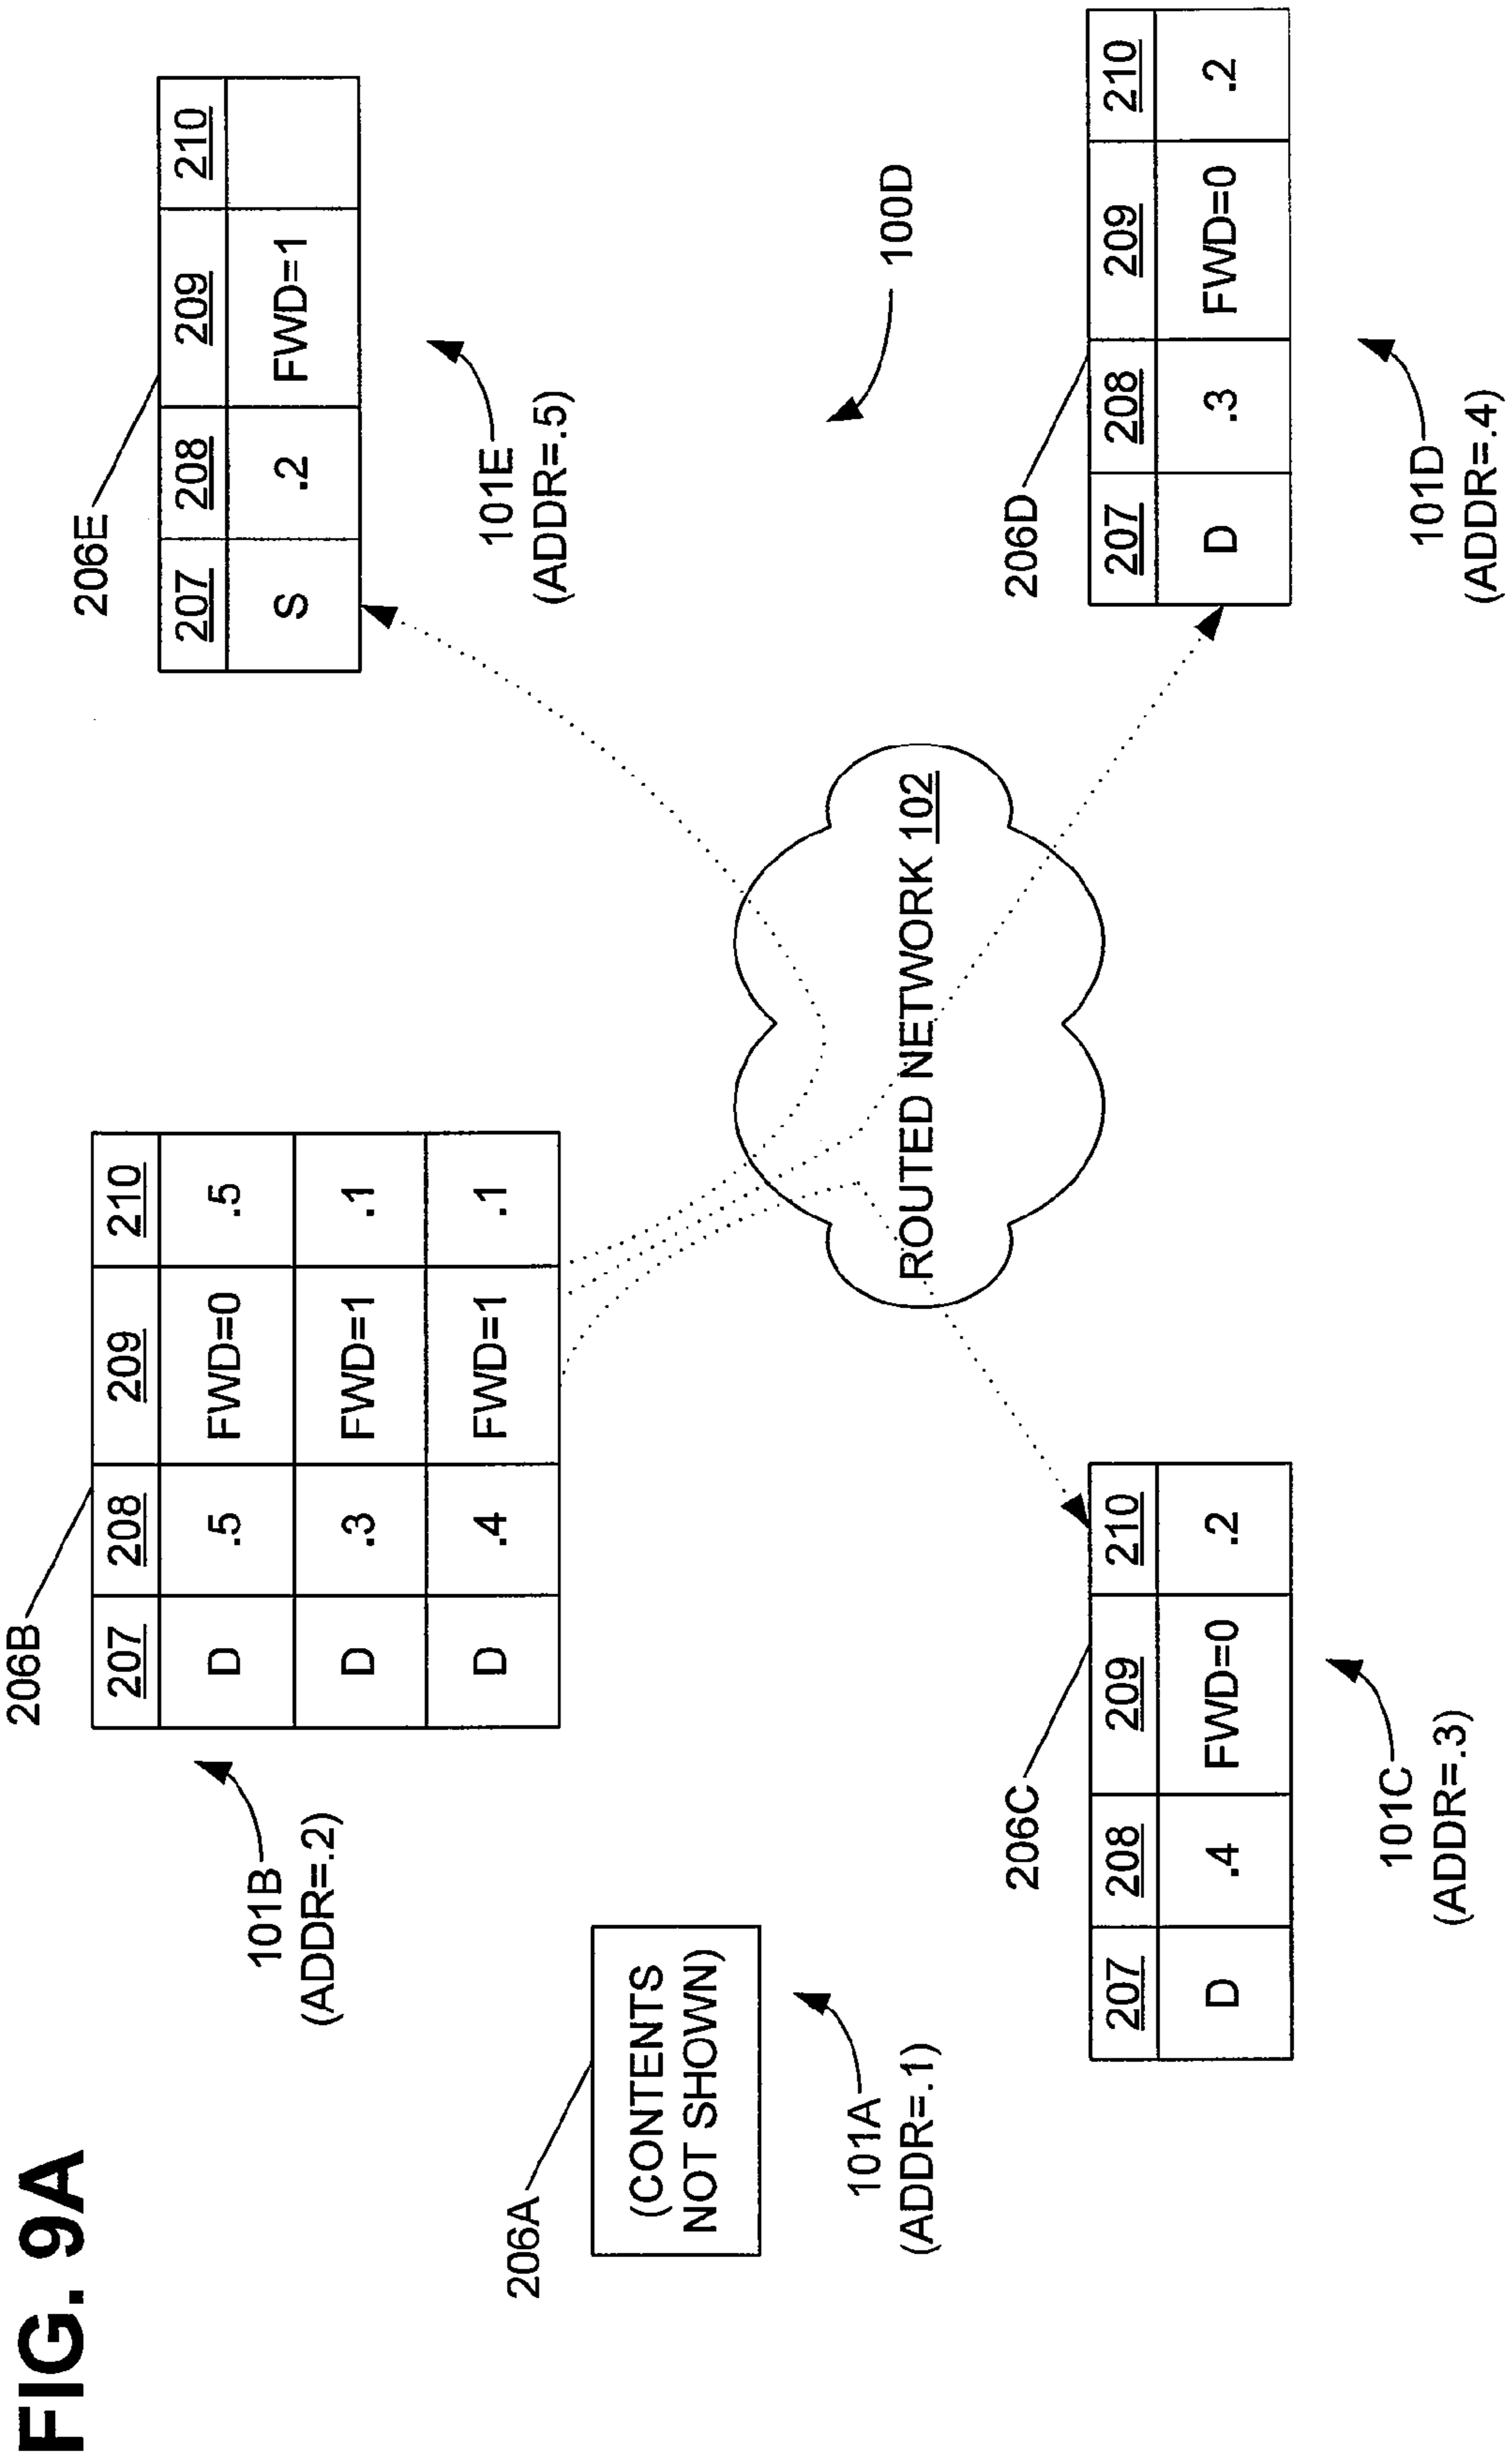 FIG. 9A
206B
207 208 209 210
D .5 FWD=0 .5
D .3 FWD=1 .1
D .4 FWD=1 .1
101B
(ADDR=.2)
206E
207 208 209 210
S .2 FWD=1
101E
(ADDR=.5)
206A
(CONTENTS
NOT SHOWN)
101A
(ADDR=.1)
ROUTED NETWORK 102
100D
206C
207 208 209 210
D .4 FWD=0 .2
101C
(ADDR=.3)
206D
207 208 209 210
D .3 FWD=0 .2
101D
(ADDR=.4)